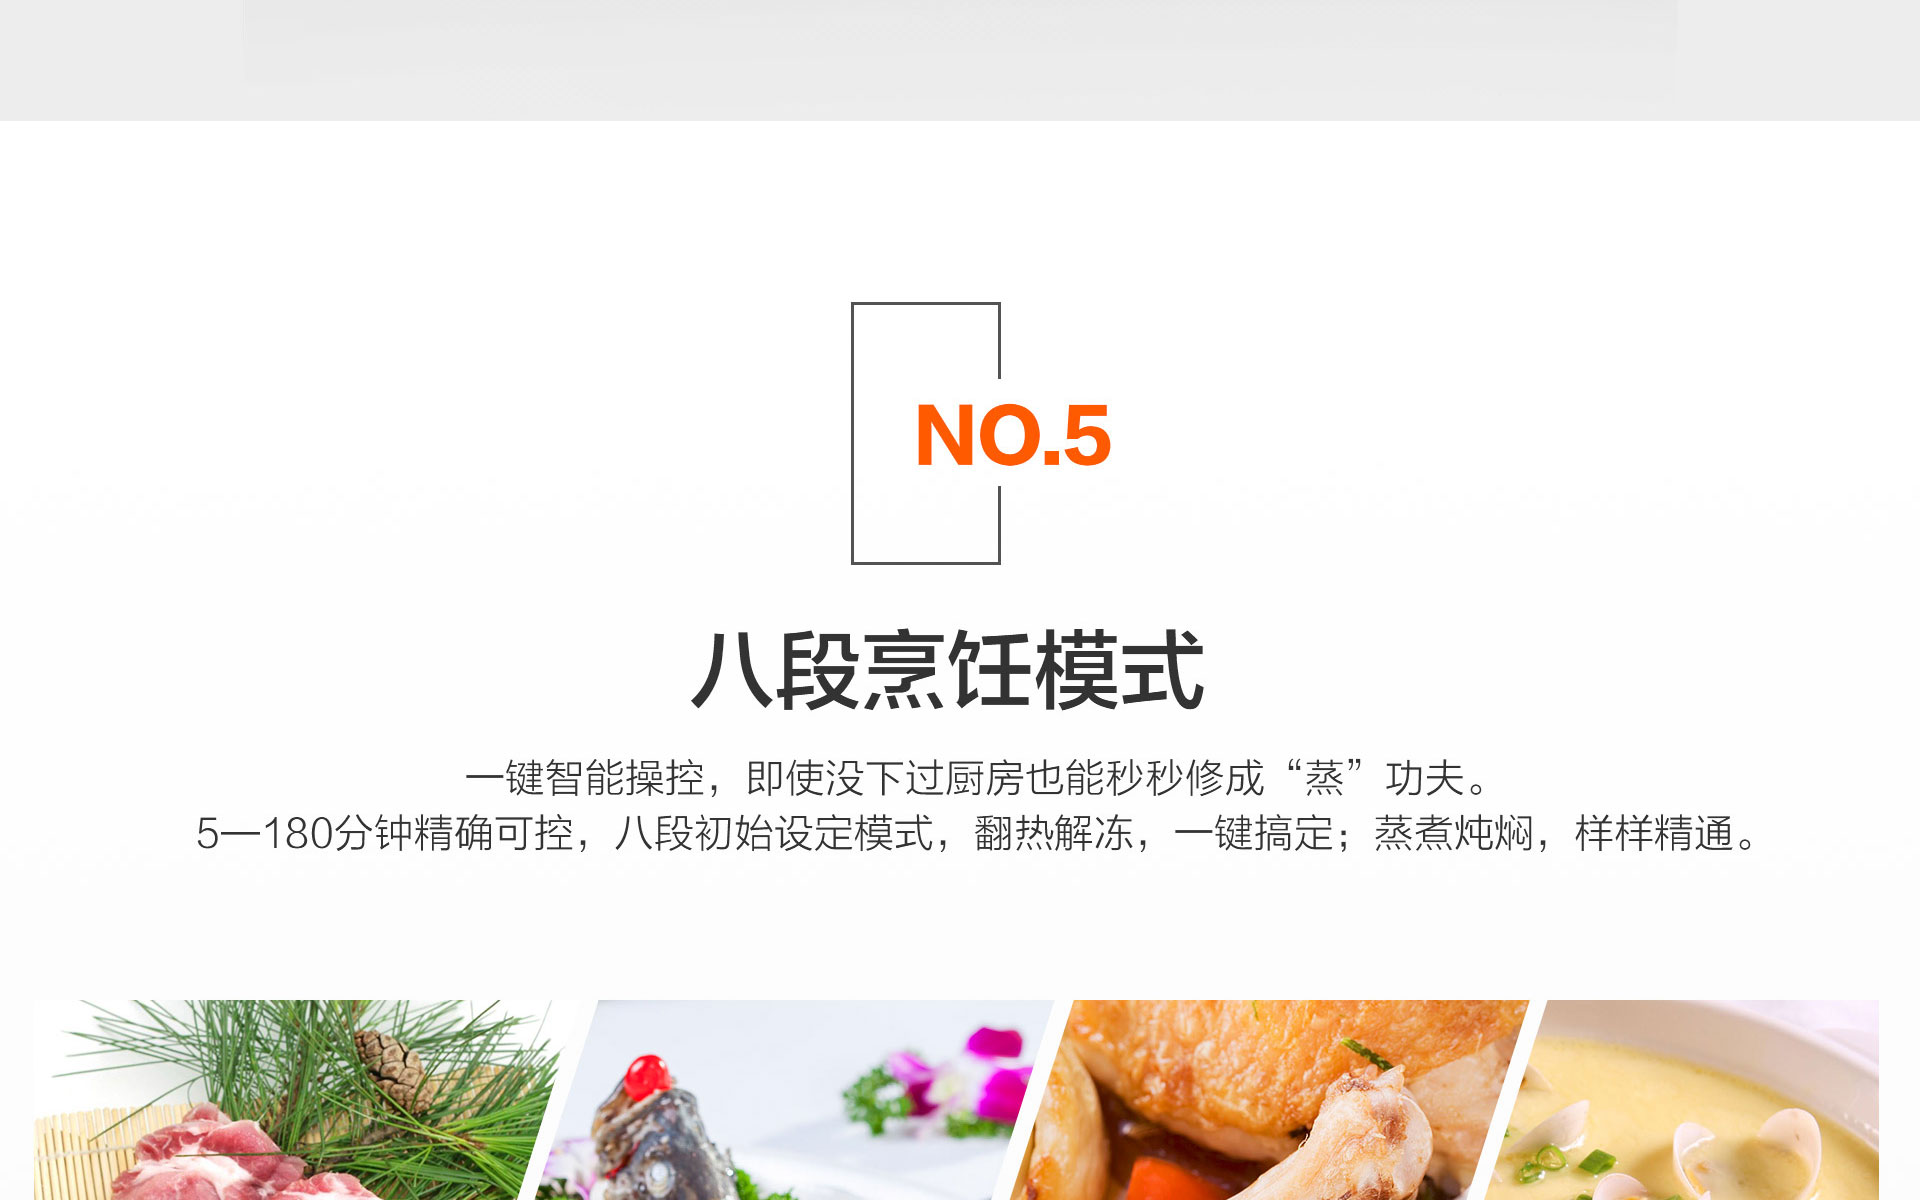 NO.5
八段烹饪模式
一键智能操控，即使没下过厨房也能秒秒修成“蒸”功夫。
5—180分钟精确可控，八段初始设定模式，翻热解冻，一键搞定；蒸煮炖焖，样样精通。